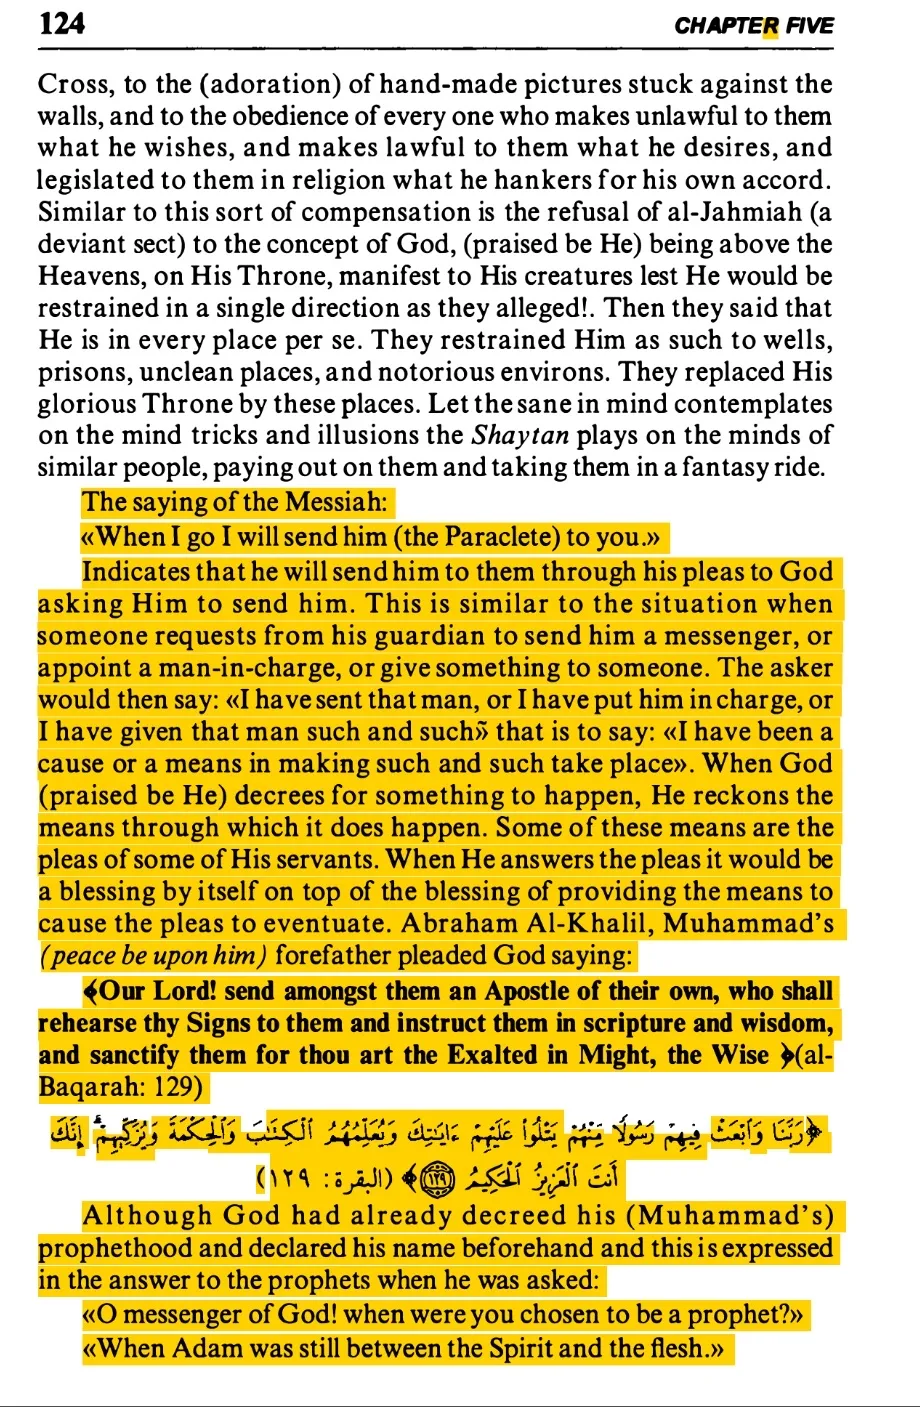 124
CHAPTER FIVE
Cross, to the (adoration) of hand-made pictures stuck against the
walls, and to the obedience of every one who makes unlawful to them
what he wishes, and makes lawful to them what he desires, and
legislated to them in religion what he hankers for his own accord.
Similar to this sort of compensation is the refusal of al-Jahmiah (a
deviant sect) to the concept of God, (praised be He) being above the
Heavens, on His Throne, manifest to His creatures lest He would be
restrained in a single direction as they alleged!. Then they said that
He is in every place per se. They restrained Him as such to wells,
prisons, unclean places, and notorious environs. They replaced His
glorious Throne by these places. Let the sane in mind contemplates
on the mind tricks and illusions the Shaytan plays on the minds of
similar people, paying out on them and taking them in a fantasy ride.
The saying of the Messiah:
«When I go I will send him (the Paraclete) to you.»
Indicates that he will send him to them through his pleas to God
asking Him to send him. This is similar to the situation when
someone requests from his guardian to send him a messenger, or
appoint a man-in-charge, or give something to someone. The asker
would then say: «I have sent that man, or I have put him in charge, or
I have given that man such and such» that is to say: «I have been a
cause or a means in making such and such take place». When God
(praised be He) decrees for something to happen, He reckons the
means through which it does happen. Some of these means are the
pleas of some of His servants. When He answers the pleas it would be
a blessing by itself on top of the blessing of providing the means to
cause the pleas to eventuate. Abraham Al-Khalil, Muhammad's
(peace be upon him) forefather pleaded God saying:
﴾Our Lord! send amongst them an Apostle of their own, who shall
rehearse thy Signs to them and instruct them in scripture and wisdom,
and sanctify them for thou art the Exalted in Might, the Wise ﴿(al-
Baqarah: 129)
﴿رَبَّنَا وَٱبْعَثْ فِيهِمْ رَسُولًا مِّنْهُمْ يَتْلُوا۟ عَلَيْهِمْ ءَايَٰتِكَ وَيُعَلِّمُهُمُ ٱلْكِتَٰبَ وَٱلْحِكْمَةَ وَيُزَكِّيهِمْ ۚ إِنَّكَ
أَنتَ ٱلْعَزِيزُ ٱلْحَكِيمُ ١٢٩﴾ (البقرة: ١٢٩)
Although God had already decreed his (Muhammad's)
prophethood and declared his name beforehand and this is expressed
in the answer to the prophets when he was asked:
«O messenger of God! when were you chosen to be a prophet?»
«When Adam was still between the Spirit and the flesh.»